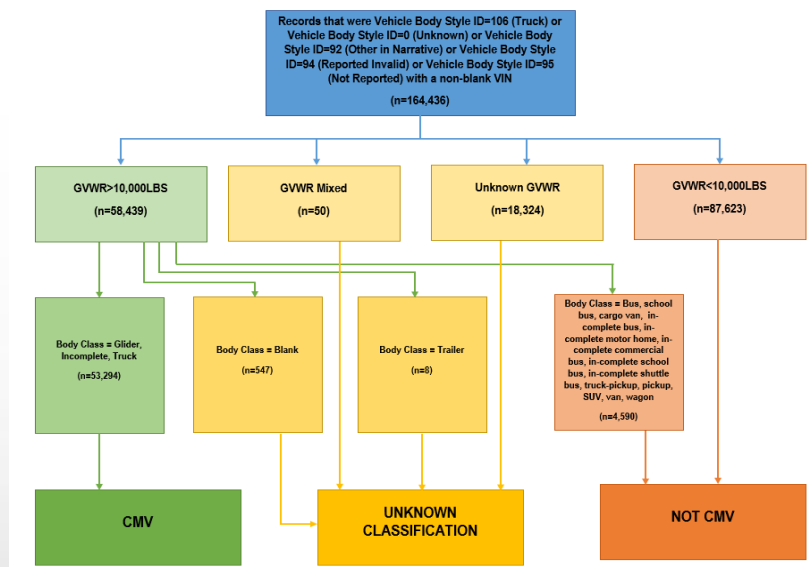 Records that were Vehicle Body Style ID=106 (Truck) or
Vehicle Body Style ID=0 (Unknown) or Vehicle Body
Style ID=92 (Other in Narrative) or Vehicle Body Style
ID=94 (Reported Invalid) or Vehicle Body Style ID=95
(Not Reported) with a non-blank VIN
(n=164,436)
GVWR>10,000LBS
(n=58,439)
GVWR Mixed
(n=50)
Unknown GVWR
(n=18,324)
GVWR<10,000LBS
(n=87,623)
Body Class = Glider,
Incomplete, Truck
(n=53,294)
Body Class = Blank
(n=547)
Body Class = Trailer
(n=8)
Body Class = Bus, school
bus, cargo van, in-
complete bus, in-
complete motor home, in-
complete commercial
bus, in-complete school
bus, in-complete shuttle
bus, truck-pickup, pickup,
SUV, van, wagon
(n=4,590)
CMV
UNKNOWN
CLASSIFICATION
NOT CMV